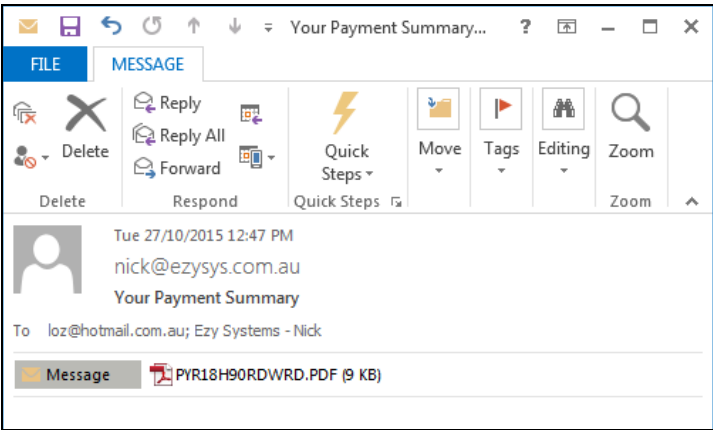 Your Payment Summary... ?
FILE MESSAGE
Delete
Reply
Reply All
Forward
Quick Steps
Move
Tags
Editing
Zoom
Delete Respond Quick Steps Zoom
Tue 27/10/2015 12:47 PM
nick@ezysys.com.au
Your Payment Summary
To loz@hotmail.com.au; Ezy Systems - Nick
Message PYR18H90RDWRD.PDF (9 KB)